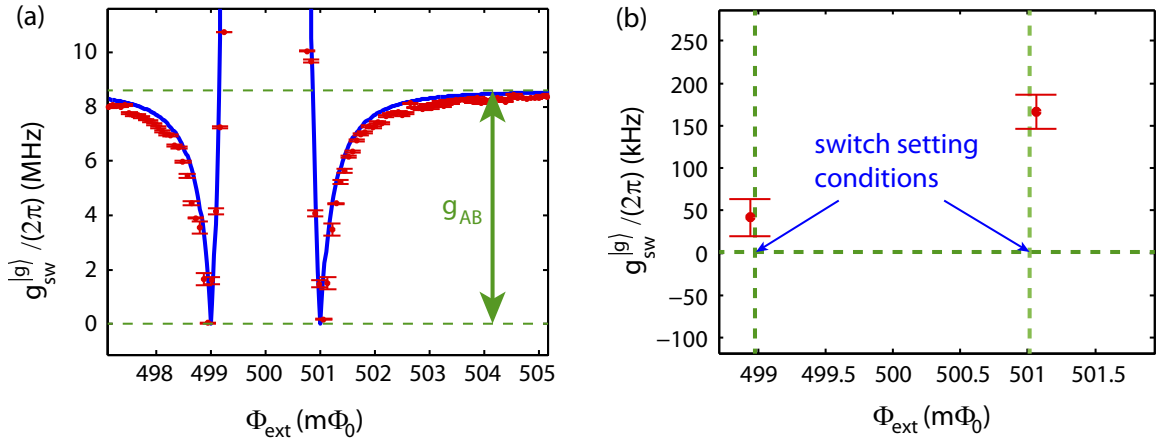 (a)
g_sw^|g⟩/(2π) (MHz)
10
8
6
4
2
0
g_AB
498 499 500 501 502 503 504 505
Φ_ext (mΦ_0)
(b)
g_sw^|g⟩/(2π) (kHz)
250
200
150
100
50
0
−50
−100
switch setting
conditions
499 499.5 500 500.5 501 501.5
Φ_ext (mΦ_0)